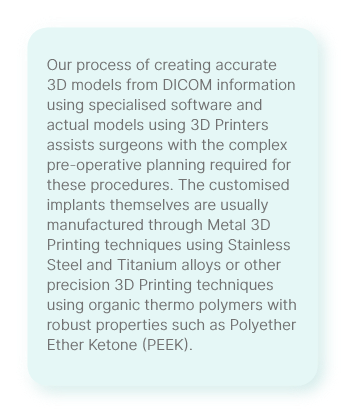 Our process of creating accurate
3D models from DICOM information
using specialised software and
actual models using 3D Printers
assists surgeons with the complex
pre-operative planning required for
these procedures. The customised
implants themselves are usually
manufactured through Metal 3D
Printing techniques using Stainless
Steel and Titanium alloys or other
precision 3D Printing techniques
using organic thermo polymers with
robust properties such as Polyether
Ether Ketone (PEEK).